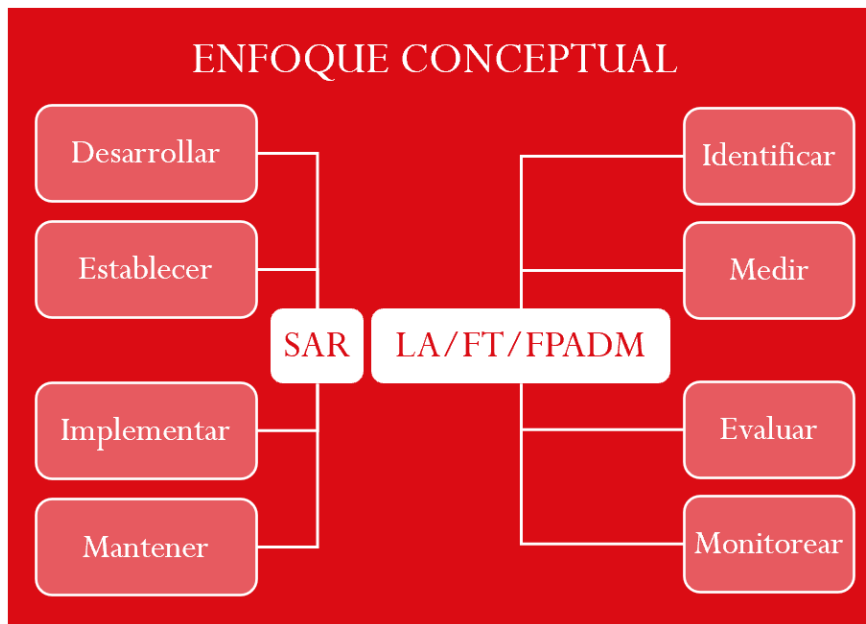 ENFOQUE CONCEPTUAL
Desarrollar
Establecer
Implementar
Mantener
SAR
LA/FT/FPADM
Identificar
Medir
Evaluar
Monitorear